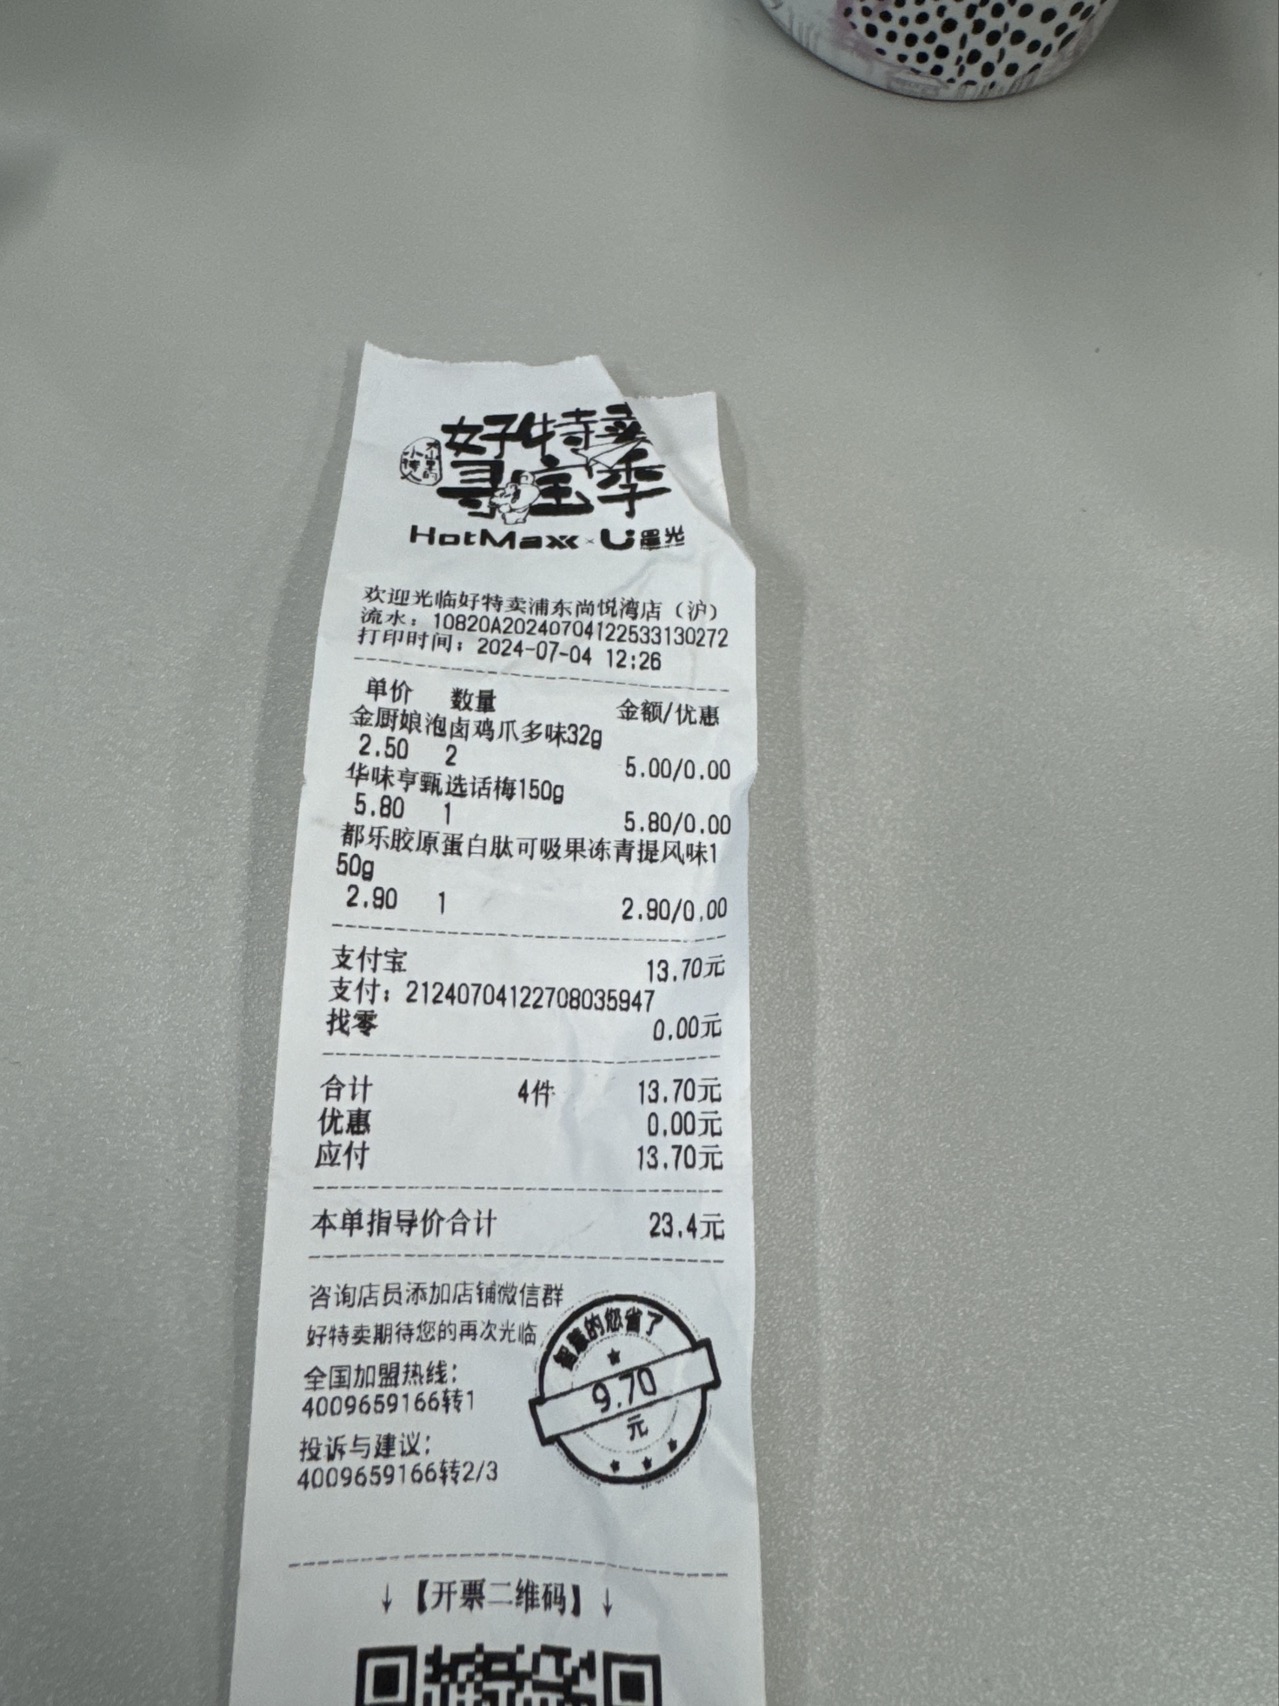 好特卖
寻宝季
HotMaxx × U星光
欢迎光临好特卖浦东尚悦湾店（沪）
流水：10820A20240704122533130272
打印时间：2024-07-04 12:26
单价 数量 金额/优惠
金厨娘泡卤鸡爪多味32g
2.50 2 5.00/0.00
华味亨甄选话梅150g
5.80 1 5.80/0.00
都乐胶原蛋白肽可吸果冻青提风味1
50g
2.90 1 2.90/0.00
支付宝 13.70元
支付：21240704122708035947
找零 0.00元
合计 4件 13.70元
优惠 0.00元
应付 13.70元
本单指导价合计 23.4元
咨询店员添加店铺微信群
好特卖期待您的再次光临
全国加盟热线：
4009659166转1
投诉与建议：
4009659166转2/3
智慧的您省了
9.70
元
↓【开票二维码】↓